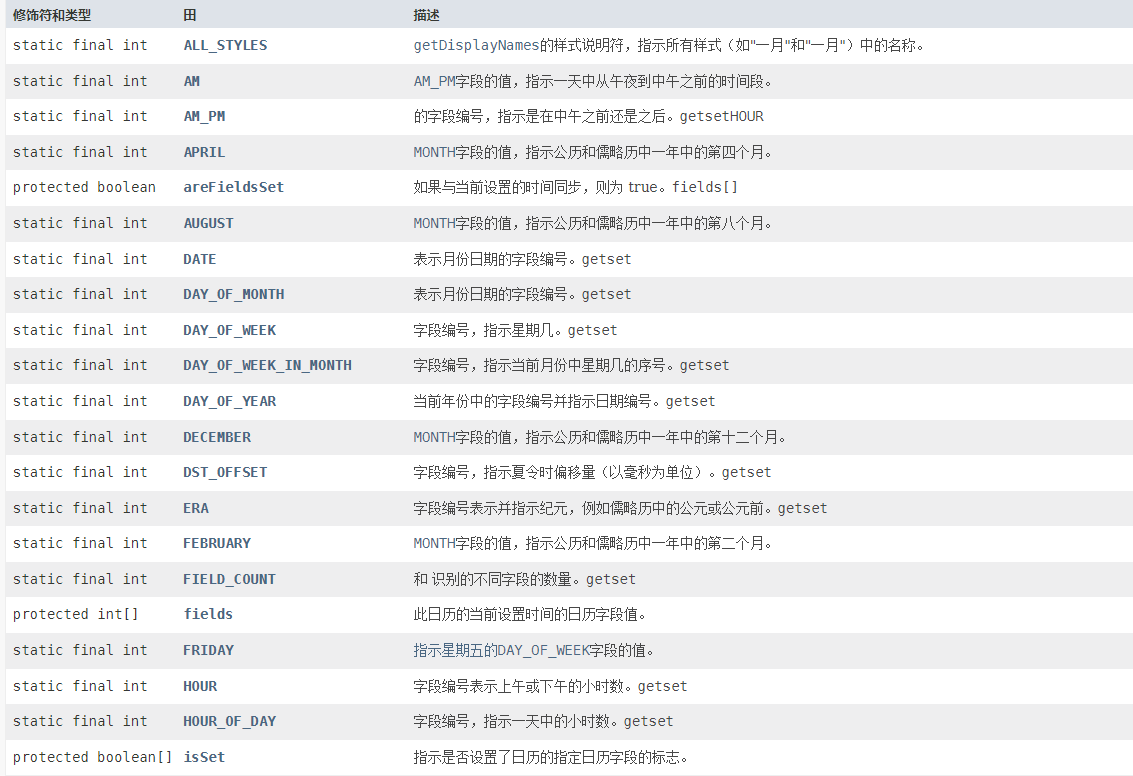 修饰符和类型 田 描述
static final int ALL_STYLES getDisplayNames的样式说明符，指示所有样式（如"一月"和"一月"）中的名称。
static final int AM AM_PM字段的值，指示一天中从午夜到中午之前的时间段。
static final int AM_PM 的字段编号，指示是在中午之前还是之后。getsetHOUR
static final int APRIL MONTH字段的值，指示公历和儒略历中一年中的第四个月。
protected boolean areFieldsSet 如果与当前设置的时间同步，则为 true。fields[]
static final int AUGUST MONTH字段的值，指示公历和儒略历中一年中的第八个月。
static final int DATE 表示月份日期的字段编号。getset
static final int DAY_OF_MONTH 表示月份日期的字段编号。getset
static final int DAY_OF_WEEK 字段编号，指示星期几。getset
static final int DAY_OF_WEEK_IN_MONTH 字段编号，指示当前月份中星期几的序号。getset
static final int DAY_OF_YEAR 当前年份中的字段编号并指示日期编号。getset
static final int DECEMBER MONTH字段的值，指示公历和儒略历中一年中的第十二个月。
static final int DST_OFFSET 字段编号，指示夏令时偏移量（以毫秒为单位）。getset
static final int ERA 字段编号表示并指示纪元，例如儒略历中的公元或公元前。getset
static final int FEBRUARY MONTH字段的值，指示公历和儒略历中一年中的第二个月。
static final int FIELD_COUNT 和 识别的不同字段的数量。getset
protected int[] fields 此日历的当前设置时间的日历字段值。
static final int FRIDAY 指示星期五的DAY_OF_WEEK字段的值。
static final int HOUR 字段编号表示上午或下午的小时数。getset
static final int HOUR_OF_DAY 字段编号，指示一天中的小时数。getset
protected boolean[] isSet 指示是否设置了日历的指定日历字段的标志。